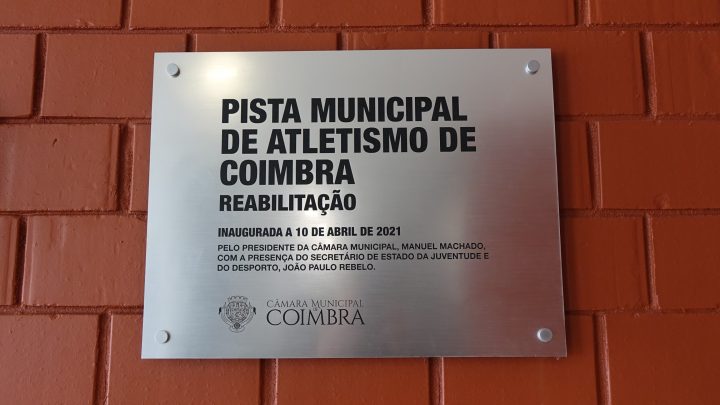 PISTA MUNICIPAL
DE ATLETISMO DE
COIMBRA
REABILITAÇÃO
INAUGURADA A 10 DE ABRIL DE 2021
PELO PRESIDENTE DA CÂMARA MUNICIPAL, MANUEL MACHADO,
COM A PRESENÇA DO SECRETÁRIO DE ESTADO DA JUVENTUDE E
DO DESPORTO, JOÃO PAULO REBELO.
CÂMARA MUNICIPAL
DE
COIMBRA